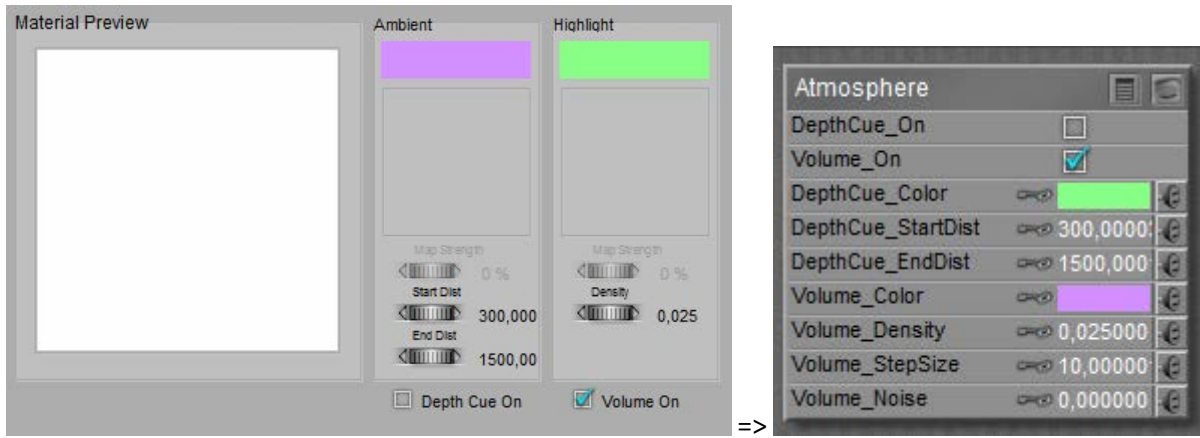 Material Preview
Ambient
Highlight
Map Strength
0 %
Start Dist
300,000
End Dist
1500,00
Depth Cue On
Map Strength
0 %
Density
0,025
Volume On
=>
Atmosphere
DepthCue_On
Volume_On
DepthCue_Color
DepthCue_StartDist 300,0000
DepthCue_EndDist 1500,000
Volume_Color
Volume_Density 0,025000
Volume_StepSize 10,00000
Volume_Noise 0,000000